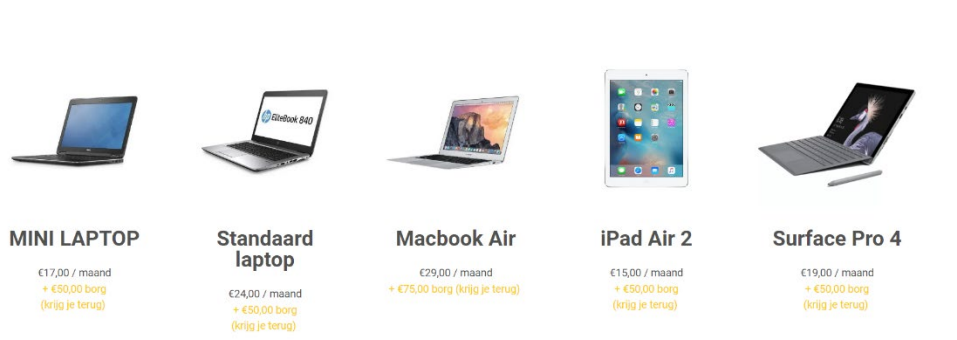 hp EliteBook 840
MINI LAPTOP
€17,00 / maand
+ €50,00 borg
(krijg je terug)
Standaard
laptop
€24,00 / maand
+ €50,00 borg
(krijg je terug)
Macbook Air
€29,00 / maand
+ €75,00 borg (krijg je terug)
iPad Air 2
€15,00 / maand
+ €50,00 borg
(krijg je terug)
Surface Pro 4
€19,00 / maand
+ €50,00 borg
(krijg je terug)